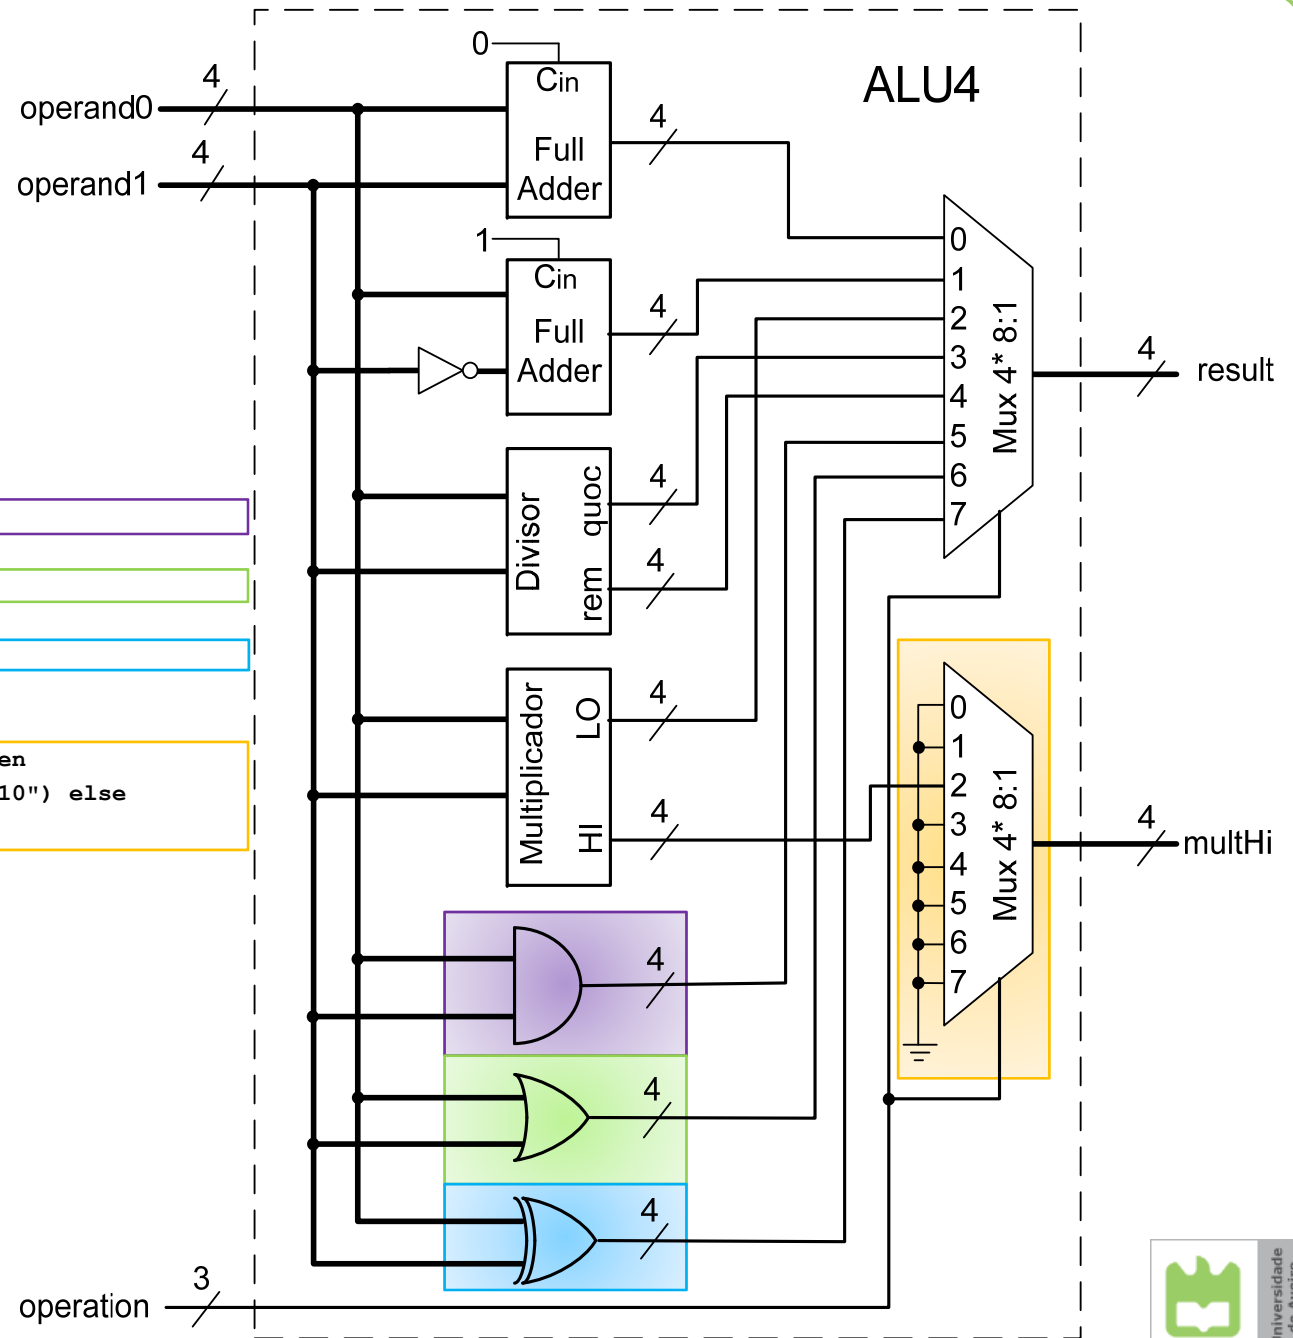 ALU4
operand0
4
operand1
4
0
Cin
Full
Adder
4
1
Cin
Full
Adder
4
Divisor
quoc
rem
4
4
Multiplicador
LO
HI
4
4
4
4
4
0
1
2
3
4
5
6
7
Mux 4* 8:1
4
result
en
10") else
0
1
2
3
4
5
6
7
Mux 4* 8:1
4
multHi
operation
3
Universidade